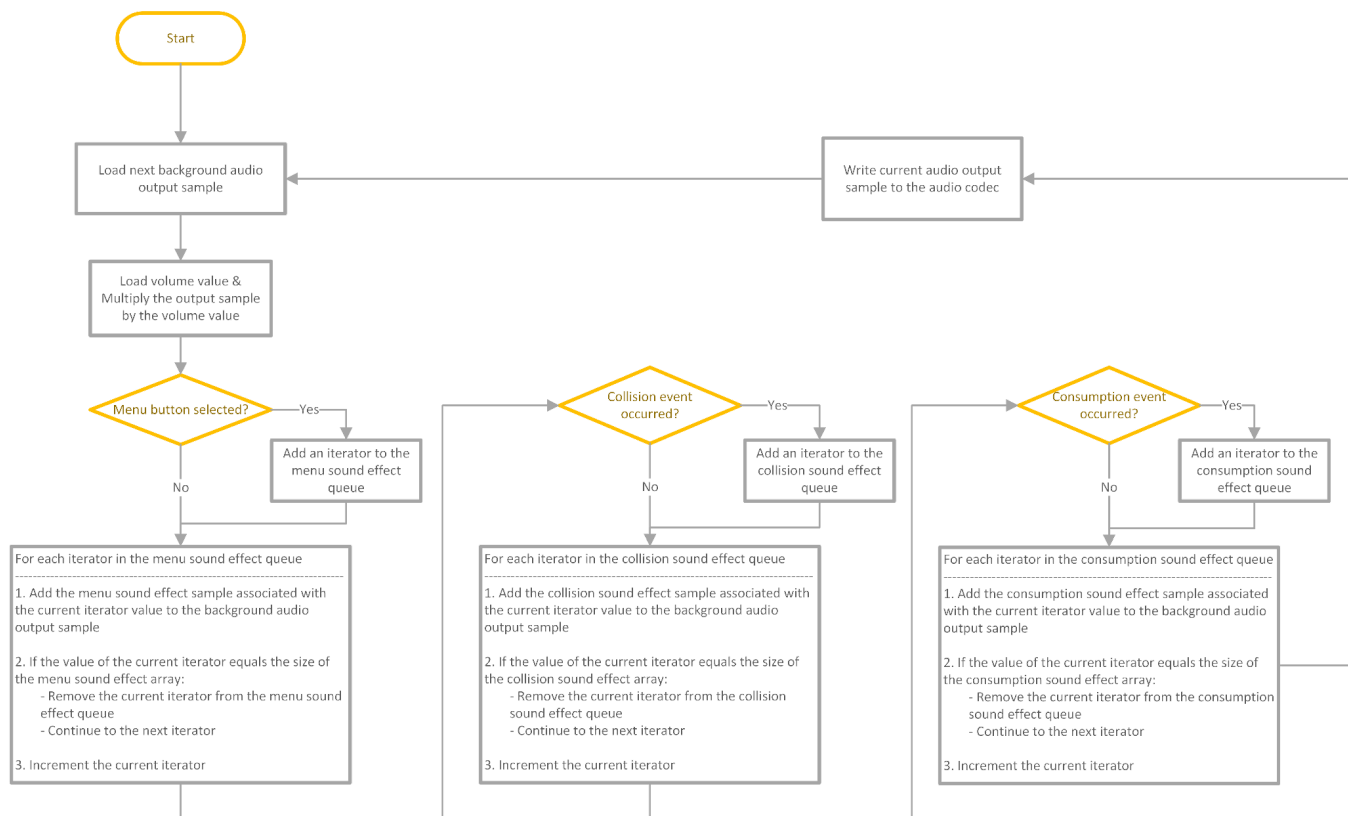 Start
Load next background audio
output sample
Write current audio output
sample to the audio codec
Load volume value &
Multiply the output sample
by the volume value
Menu button selected?
Yes
Add an iterator to the
menu sound effect
queue
No
For each iterator in the menu sound effect queue
1. Add the menu sound effect sample associated with
the current iterator value to the background audio
output sample
2. If the value of the current iterator equals the size of
the menu sound effect array:
- Remove the current iterator from the menu sound
effect queue
- Continue to the next iterator
3. Increment the current iterator
Collision event
occurred?
Yes
Add an iterator to the
collision sound effect
queue
No
For each iterator in the collision sound effect queue
1. Add the collision sound effect sample associated with
the current iterator value to the background audio
output sample
2. If the value of the current iterator equals the size of
the collision sound effect array:
- Remove the current iterator from the collision
sound effect queue
- Continue to the next iterator
3. Increment the current iterator
Consumption event
occurred?
Yes
Add an iterator to the
consumption sound
effect queue
No
For each iterator in the consumption sound effect queue
1. Add the consumption sound effect sample associated
with the current iterator value to the background audio
output sample
2. If the value of the current iterator equals the size of
the consumption sound effect array:
- Remove the current iterator from the consumption
sound effect queue
- Continue to the next iterator
3. Increment the current iterator